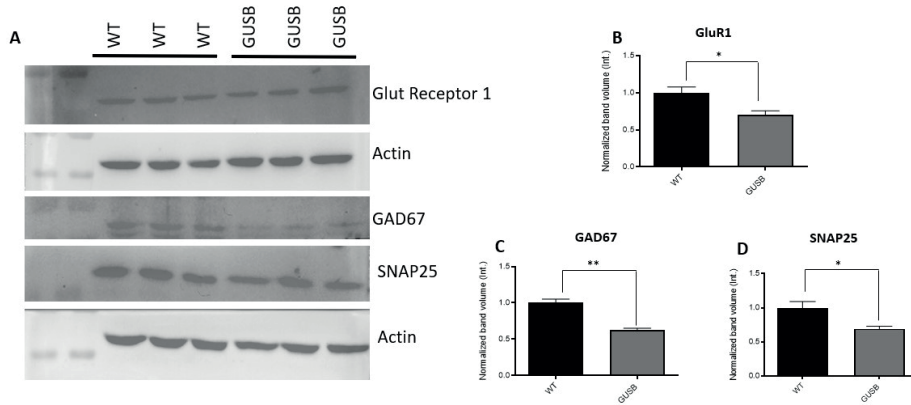 A
WT
WT
WT
GUSB
GUSB
GUSB
Glut Receptor 1
Actin
GAD67
SNAP25
Actin
B
GluR1
Normalized band volume (Int.)
1.5
1.0
0.5
0.0
*
WT
GUSB
C
GAD67
Normalized band volume (Int.)
1.5
1.0
0.5
0.0
**
WT
GUSB
D
SNAP25
Normalized band volume (Int.)
1.5
1.0
0.5
0.0
*
WT
GUSB